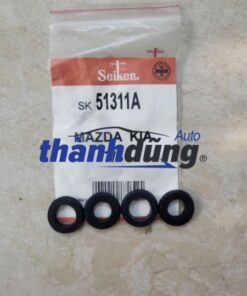 Seiken
SK 51311A
MAZDA KIA
Auto
thanhdung®